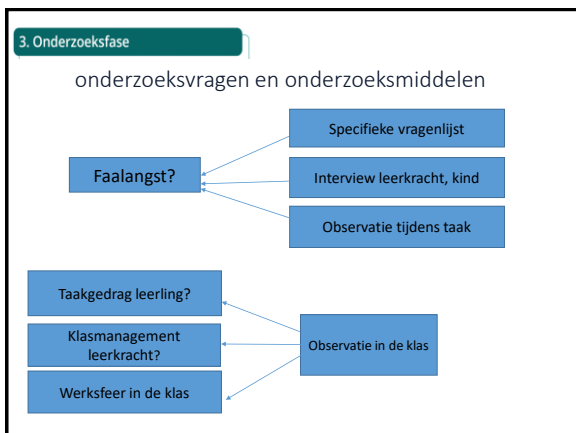 3. Onderzoeksfase
onderzoeksvragen en onderzoeksmiddelen
Specifieke vragenlijst
Faalangst?
Interview leerkracht, kind
Observatie tijdens taak
Taakgedrag leerling?
Klasmanagement
leerkracht?
Observatie in de klas
Werksfeer in de klas